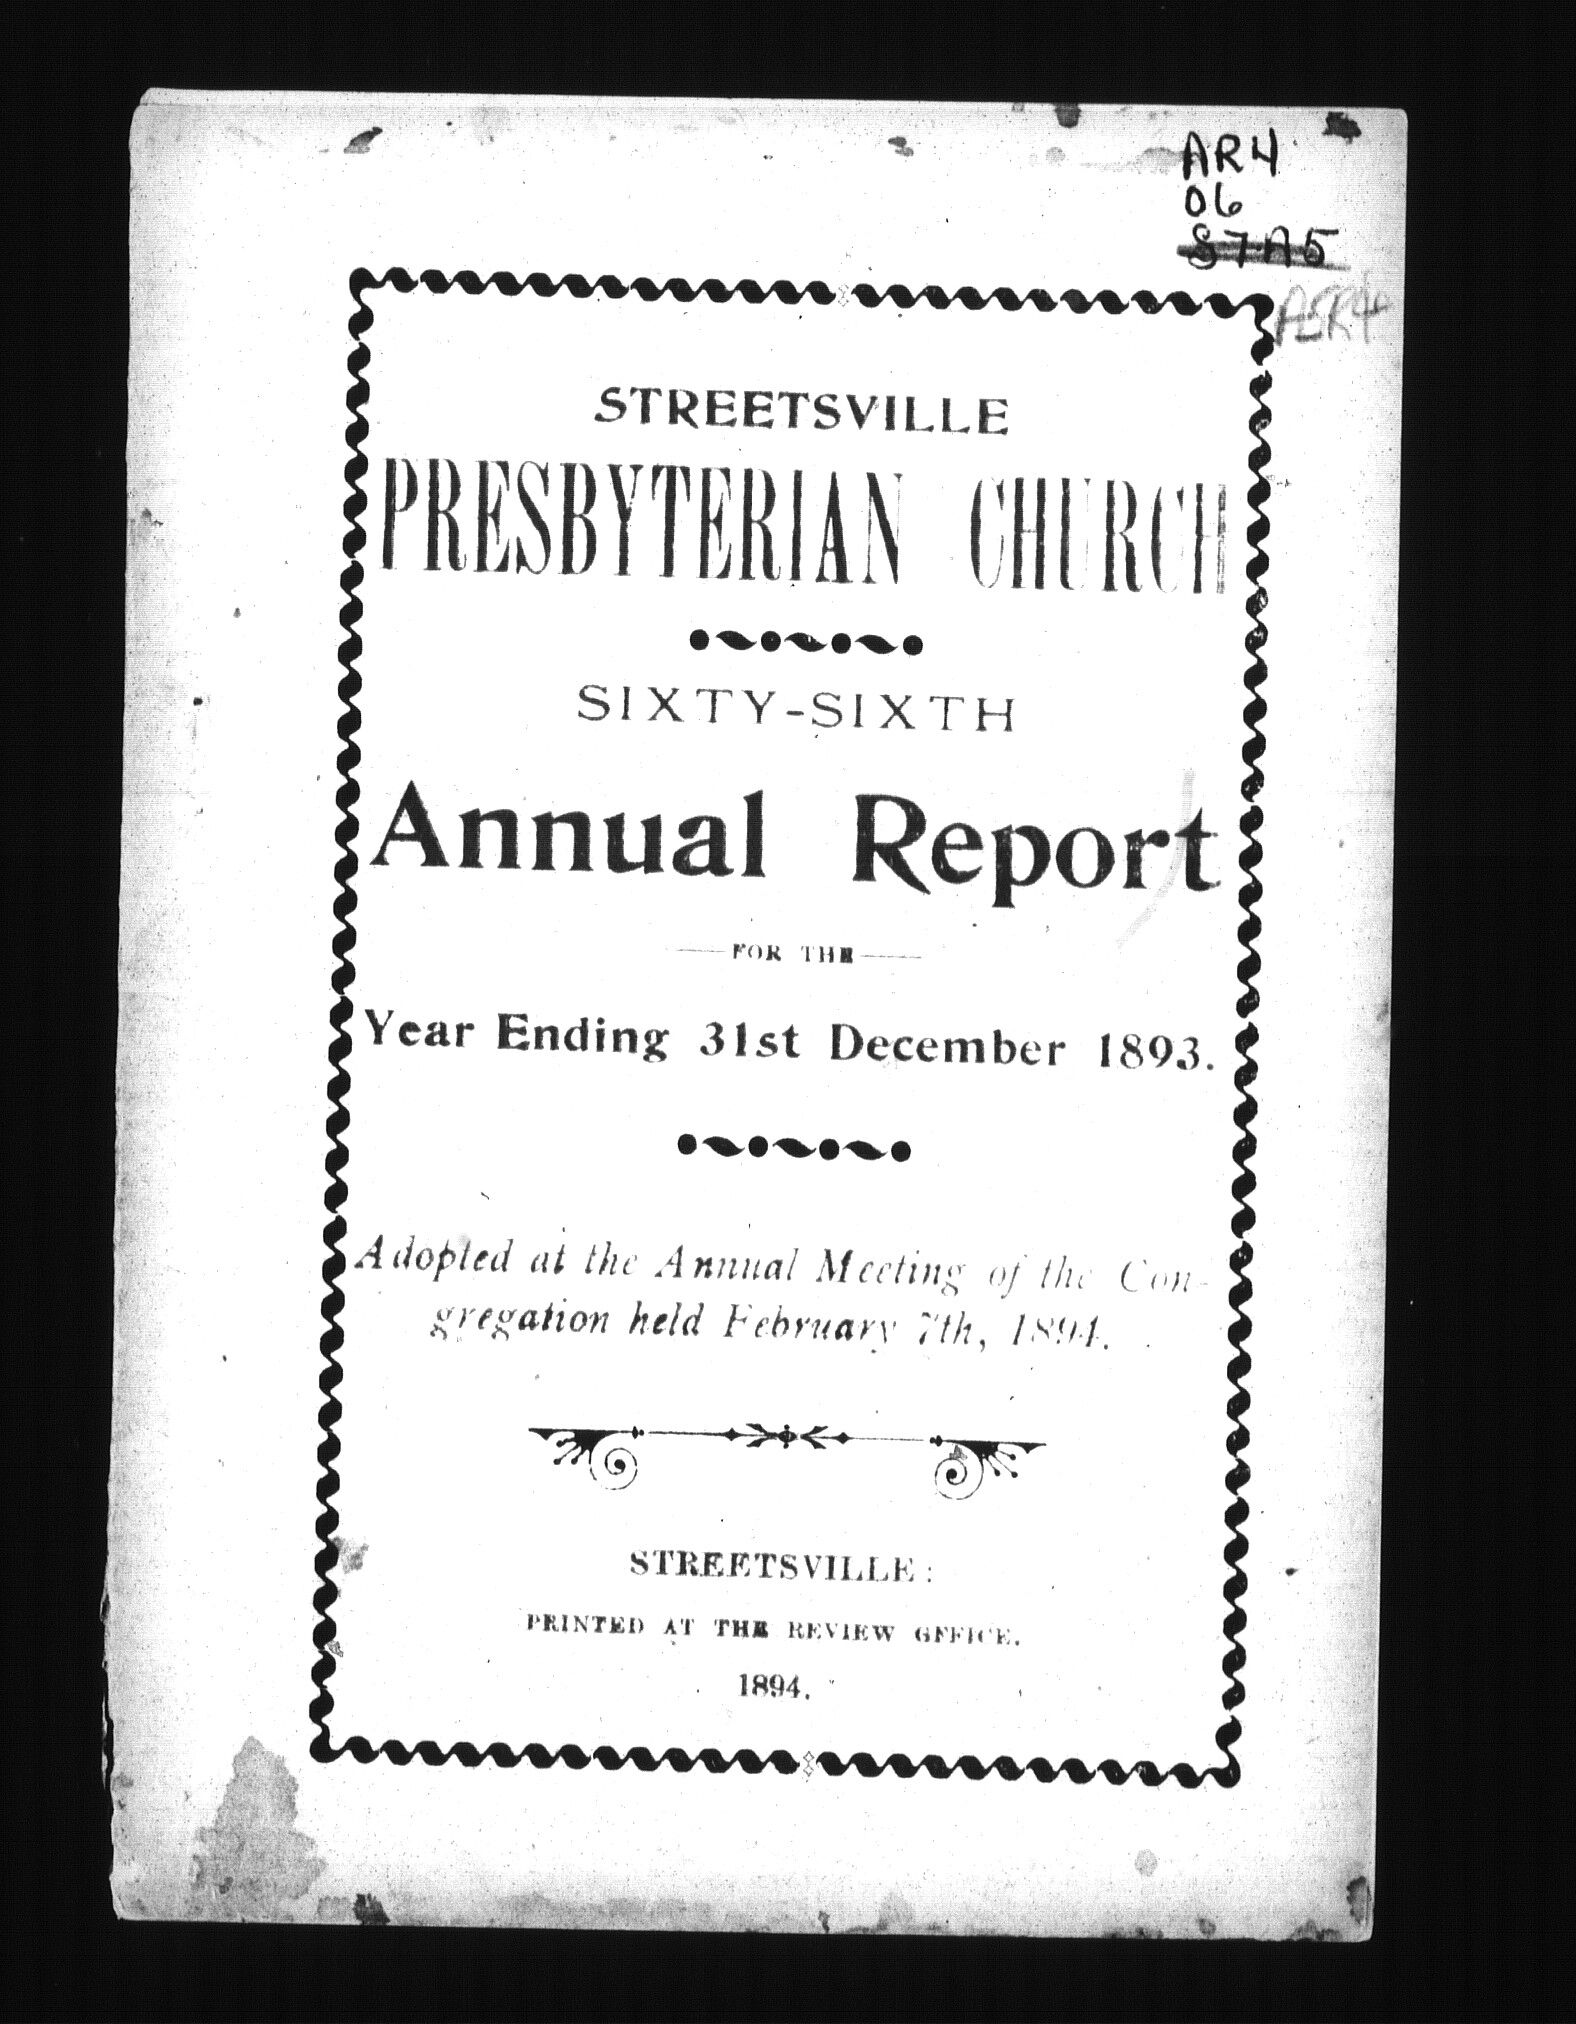 AR4
06
S7A5
STREETSVILLE
PRESBYTERIAN CHURCH
SIXTY-SIXTH
Annual Report
FOR THE
Year Ending 31st December 1893.
Adopted at the Annual Meeting of the Con-
gregation held February 7th, 1894.
STREETSVILLE:
PRINTED AT THE REVIEW OFFICE.
1894.